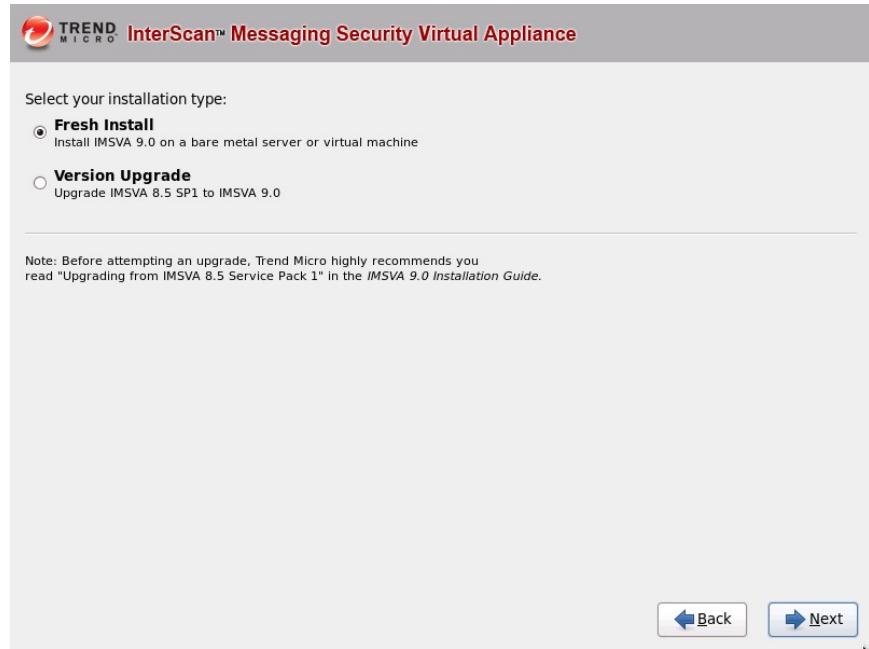 TREND MICRO InterScan™ Messaging Security Virtual Appliance
Select your installation type:
Fresh Install
Install IMSVA 9.0 on a bare metal server or virtual machine
Version Upgrade
Upgrade IMSVA 8.5 SP1 to IMSVA 9.0
Note: Before attempting an upgrade, Trend Micro highly recommends you
read "Upgrading from IMSVA 8.5 Service Pack 1" in the IMSVA 9.0 Installation Guide.
Back Next